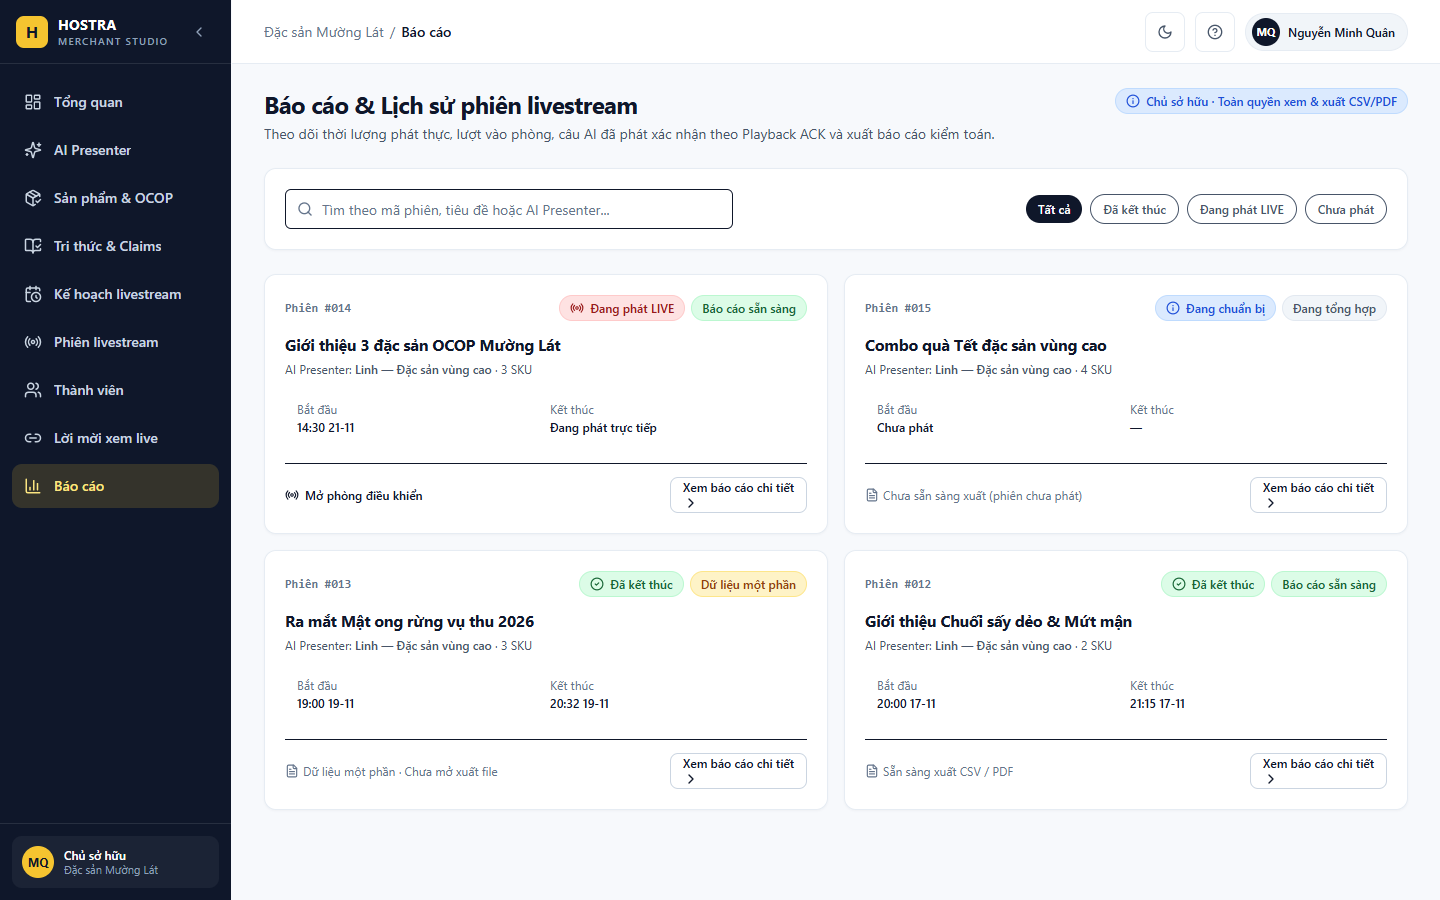 H
HOSTRA
MERCHANT STUDIO
Tổng quan
AI Presenter
Sản phẩm & OCOP
Tri thức & Claims
Kế hoạch livestream
Phiên livestream
Thành viên
Lời mời xem live
Báo cáo
MQ
Chủ sở hữu
Đặc sản Mường Lát
Đặc sản Mường Lát / Báo cáo
MQ Nguyễn Minh Quân
Báo cáo & Lịch sử phiên livestream
Chủ sở hữu · Toàn quyền xem & xuất CSV/PDF
Theo dõi thời lượng phát thực, lượt vào phòng, câu AI đã phát xác nhận theo Playback ACK và xuất báo cáo kiểm toán.
Tìm theo mã phiên, tiêu đề hoặc AI Presenter...
Tất cả
Đã kết thúc
Đang phát LIVE
Chưa phát
Phiên #014
Đang phát LIVE
Báo cáo sẵn sàng
Giới thiệu 3 đặc sản OCOP Mường Lát
AI Presenter: Linh — Đặc sản vùng cao · 3 SKU
Bắt đầu
14:30 21-11
Kết thúc
Đang phát trực tiếp
Mở phòng điều khiển
Xem báo cáo chi tiết
Phiên #015
Đang chuẩn bị
Đang tổng hợp
Combo quà Tết đặc sản vùng cao
AI Presenter: Linh — Đặc sản vùng cao · 4 SKU
Bắt đầu
Chưa phát
Kết thúc
—
Chưa sẵn sàng xuất (phiên chưa phát)
Xem báo cáo chi tiết
Phiên #013
Đã kết thúc
Dữ liệu một phần
Ra mắt Mật ong rừng vụ thu 2026
AI Presenter: Linh — Đặc sản vùng cao · 3 SKU
Bắt đầu
19:00 19-11
Kết thúc
20:32 19-11
Dữ liệu một phần · Chưa mở xuất file
Xem báo cáo chi tiết
Phiên #012
Đã kết thúc
Báo cáo sẵn sàng
Giới thiệu Chuối sấy dẻo & Mứt mận
AI Presenter: Linh — Đặc sản vùng cao · 2 SKU
Bắt đầu
20:00 17-11
Kết thúc
21:15 17-11
Sẵn sàng xuất CSV / PDF
Xem báo cáo chi tiết